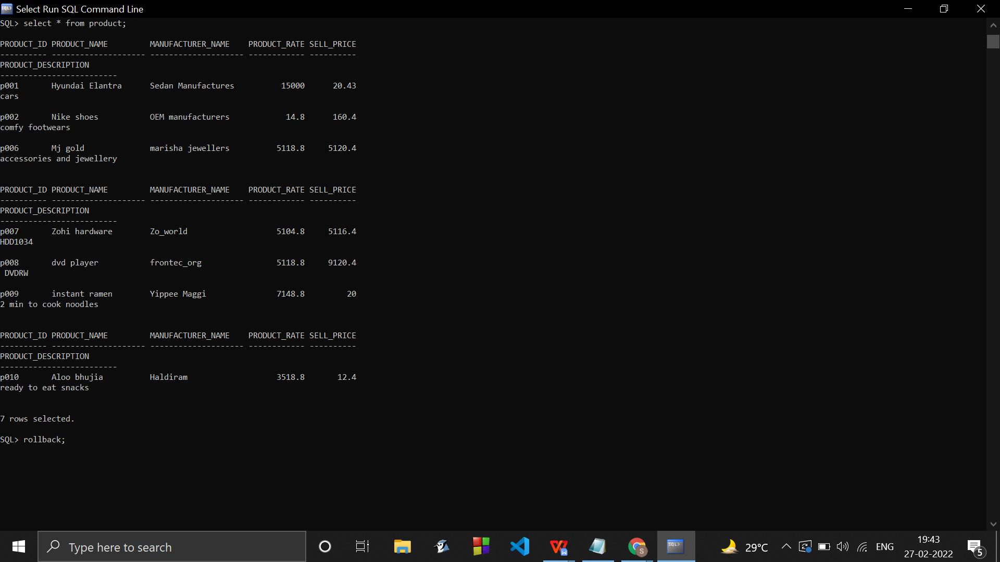 Select Run SQL Command Line
SQL> select * from product;
PRODUCT_ID PRODUCT_NAME         MANUFACTURER_NAME    PRODUCT_RATE SELL_PRICE
---------- -------------------- -------------------- ------------ ----------
PRODUCT_DESCRIPTION
-------------------------
p001       Hyundai Elantra      Sedan Manufactures          15000      20.43
cars
p002       Nike shoes           OEM manufacturers            14.8      160.4
comfy footwears
p006       Mj gold              marisha jewellers          5118.8     5120.4
accessories and jewellery
PRODUCT_ID PRODUCT_NAME         MANUFACTURER_NAME    PRODUCT_RATE SELL_PRICE
---------- -------------------- -------------------- ------------ ----------
PRODUCT_DESCRIPTION
-------------------------
p007       Zohi hardware        Zo_world                   5104.8     5116.4
HDD1034
p008       dvd player           frontec_org                5118.8     9120.4
 DVDRW
p009       instant ramen        Yippee Maggi               7148.8         20
2 min to cook noodles
PRODUCT_ID PRODUCT_NAME         MANUFACTURER_NAME    PRODUCT_RATE SELL_PRICE
---------- -------------------- -------------------- ------------ ----------
PRODUCT_DESCRIPTION
-------------------------
p010       Aloo bhujia          Haldiram                   3518.8       12.4
ready to eat snacks
7 rows selected.
SQL> rollback;
Type here to search
29°C
ENG
19:43
27-02-2022
5